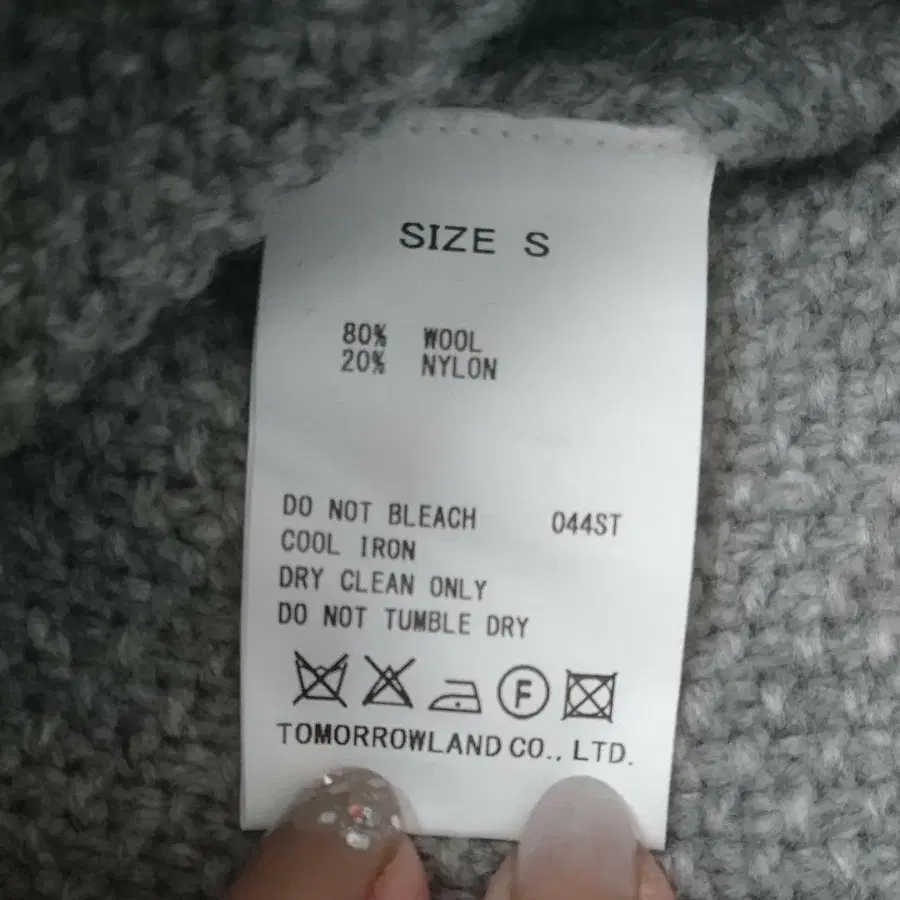 SIZE S
80% WOOL
20% NYLON
DO NOT BLEACH 044ST
COOL IRON
DRY CLEAN ONLY
DO NOT TUMBLE DRY
F
TOMORROWLAND CO., LTD.